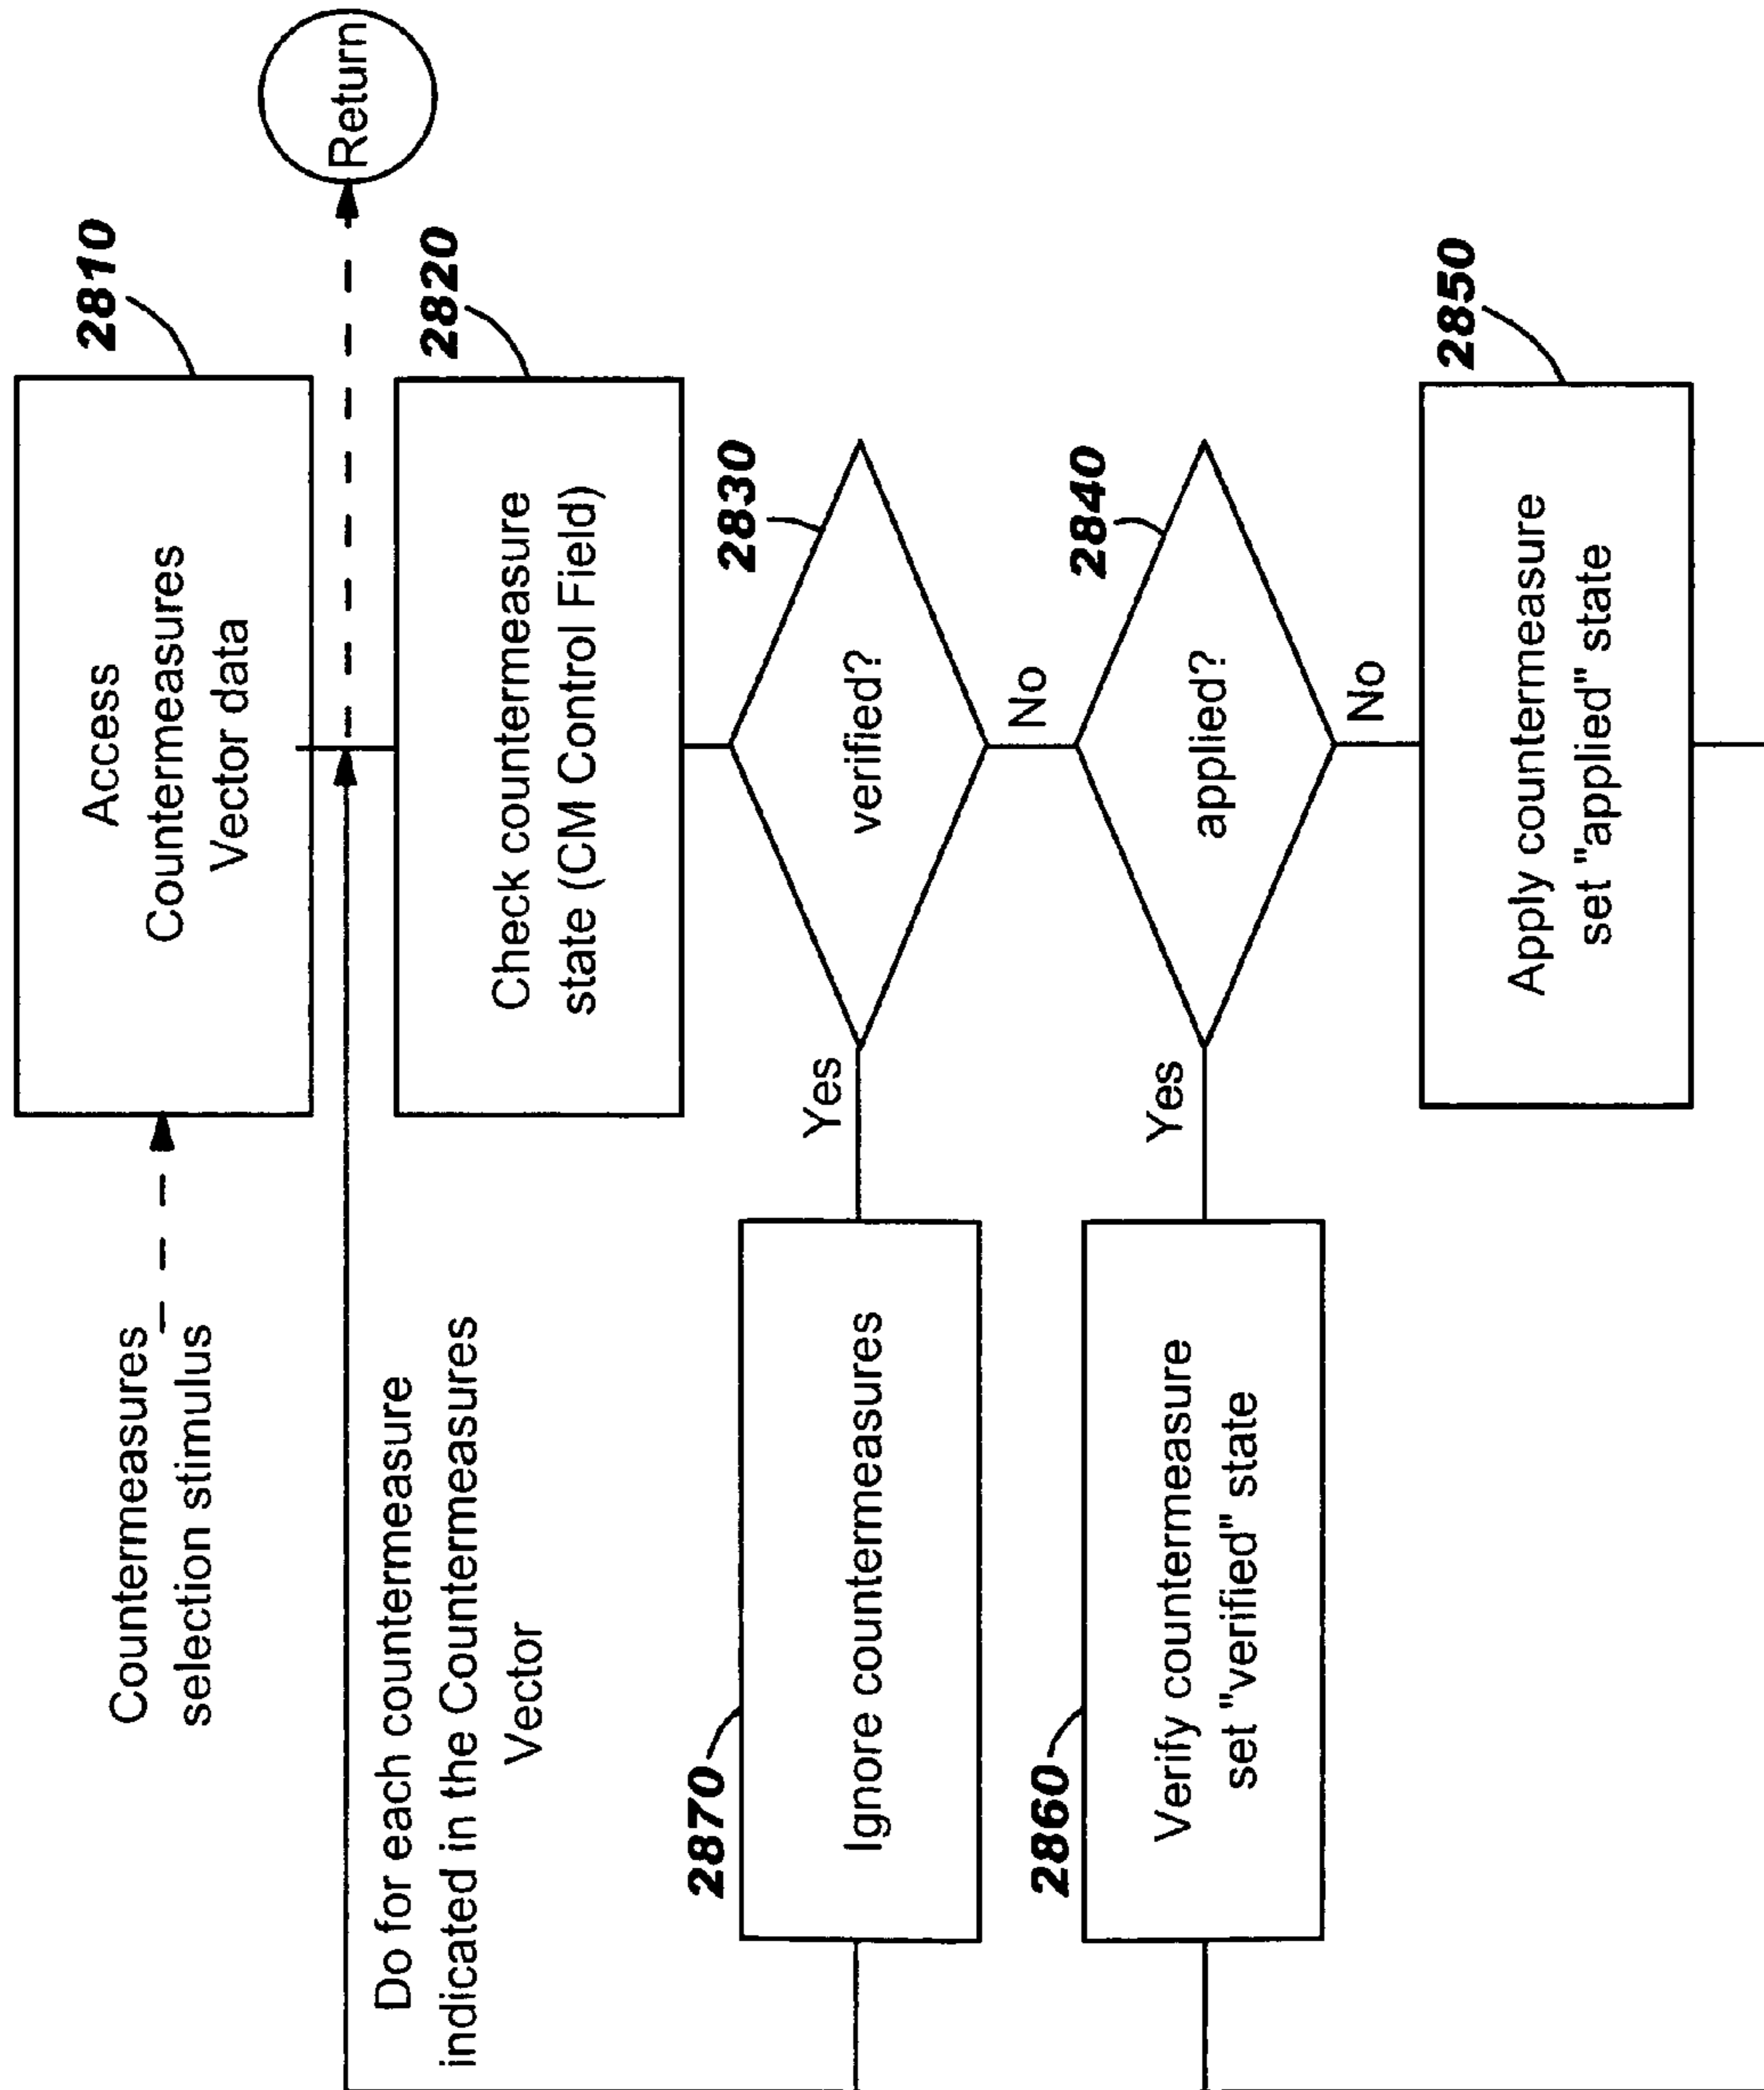 Countermeasures
selection stimulus
Access
Countermeasures
Vector data
2810
Return
Do for each countermeasure
indicated in the Countermeasures
Vector
Check countermeasure
state (CM Control Field)
2820
verified?
2830
Yes
No
2870
Ignore countermeasures
applied?
2840
Yes
No
2860
Verify countermeasure
set "verified" state
Apply countermeasure
set "applied" state
2850